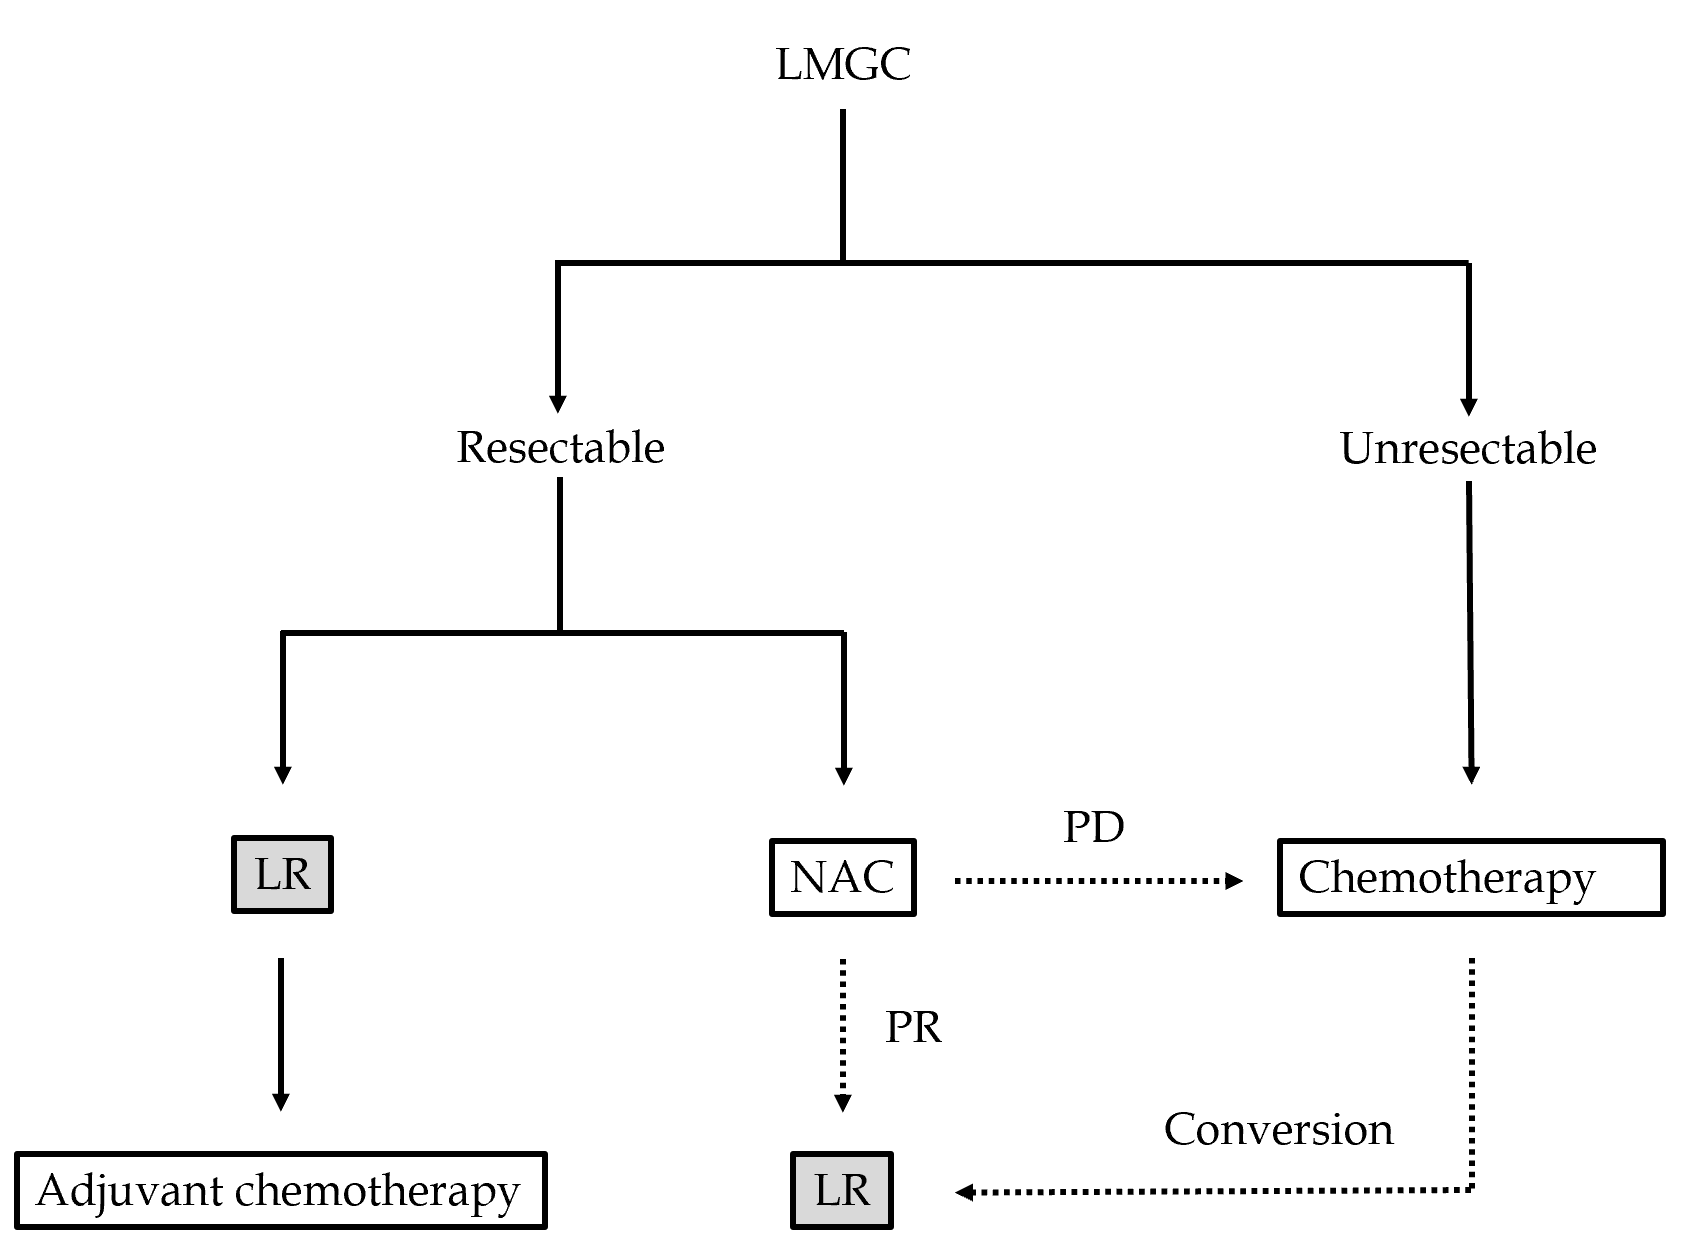 LMGC
Resectable
Unresectable
LR
NAC
PD
Chemotherapy
PR
Conversion
Adjuvant chemotherapy
LR